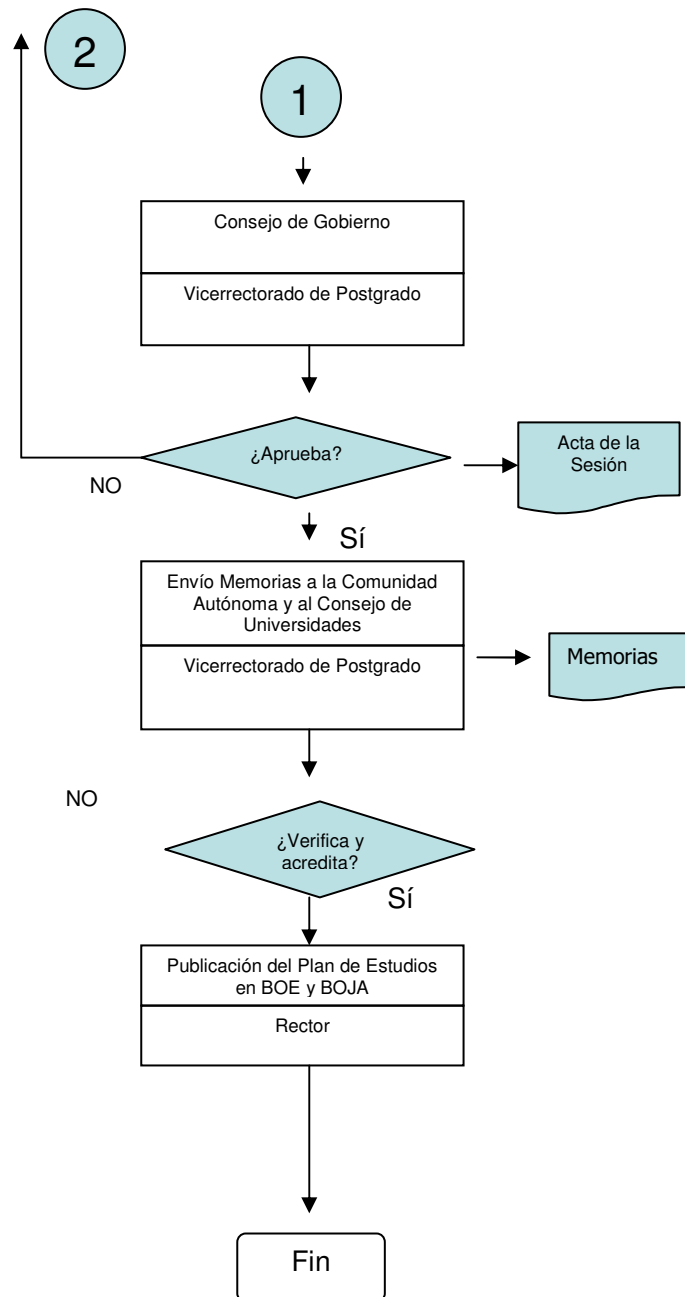 2
1
Consejo de Gobierno
Vicerrectorado de Postgrado
¿Aprueba?
Acta de la
Sesión
NO
Sí
Envío Memorias a la Comunidad
Autónoma y al Consejo de
Universidades
Vicerrectorado de Postgrado
Memorias
NO
¿Verifica y
acredita?
Sí
Publicación del Plan de Estudios
en BOE y BOJA
Rector
Fin